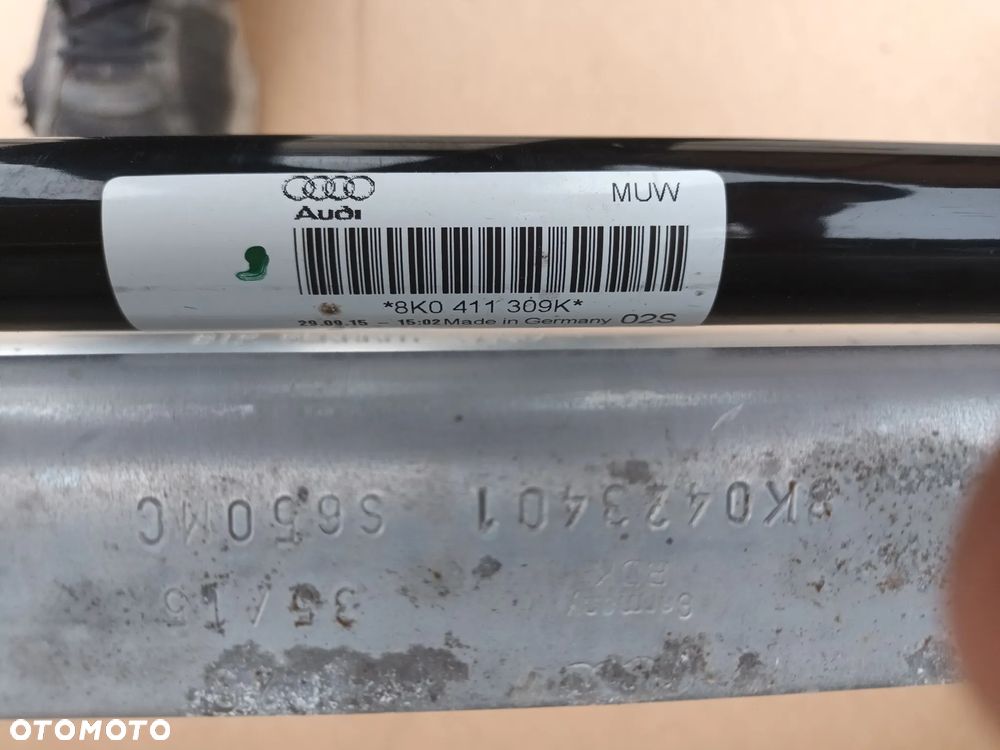 Audi
MUW
*8K0 411 309K*
29.09.15 - 15:02 Made in Germany 02S
8K0423401 S650MC
35/15
Germany
OTOMOTO